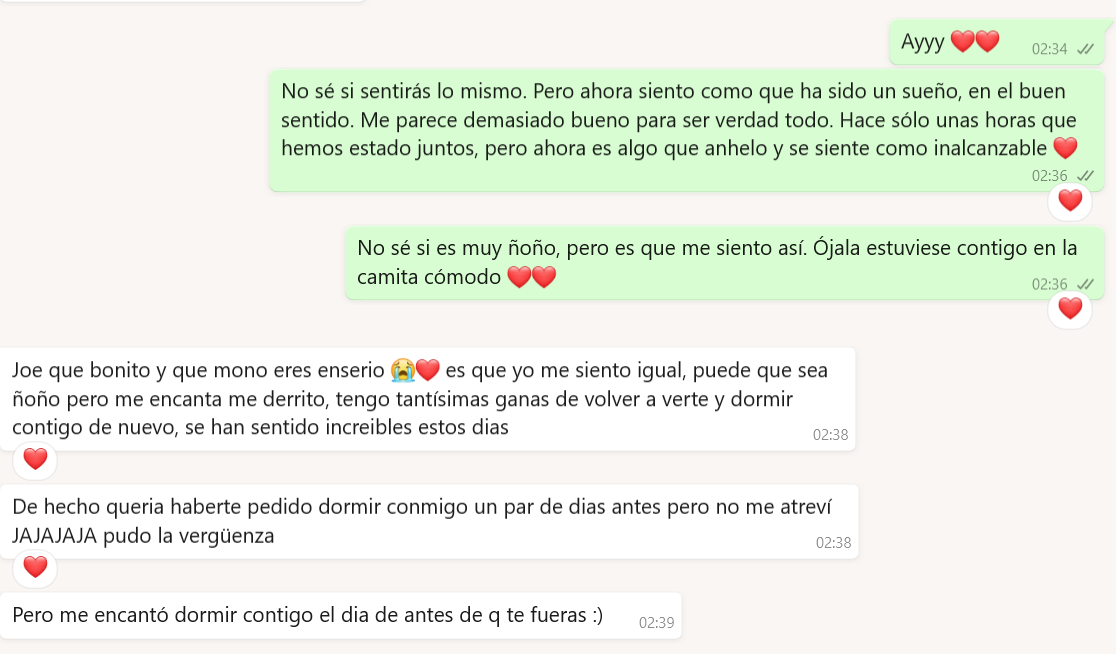 Ayyy ❤️❤️ 02:34
No sé si sentirás lo mismo. Pero ahora siento como que ha sido un sueño, en el buen
sentido. Me parece demasiado bueno para ser verdad todo. Hace sólo unas horas que
hemos estado juntos, pero ahora es algo que anhelo y se siente como inalcanzable ❤️
02:36
❤️
No sé si es muy ñoño, pero es que me siento así. Ójala estuviese contigo en la
camita cómodo ❤️❤️ 02:36
❤️
Joe que bonito y que mono eres enserio 😭❤️ es que yo me siento igual, puede que sea
ñoño pero me encanta me derrito, tengo tantísimas ganas de volver a verte y dormir
contigo de nuevo, se han sentido increibles estos dias 02:38
❤️
De hecho queria haberte pedido dormir conmigo un par de dias antes pero no me atreví
JAJAJAJA pudo la vergüenza 02:38
❤️
Pero me encantó dormir contigo el dia de antes de q te fueras :) 02:39